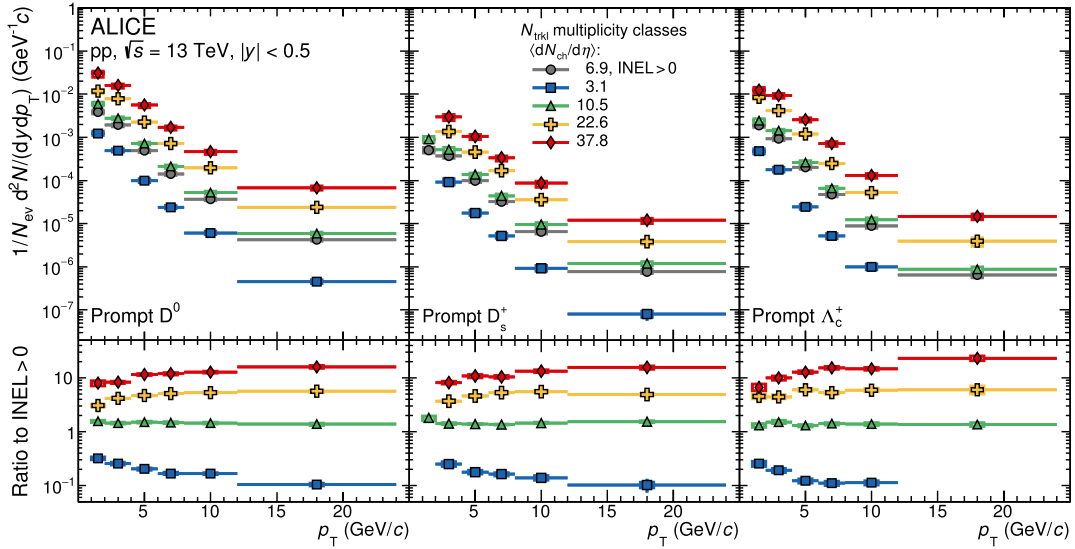 ALICE
pp, √s = 13 TeV, |y| < 0.5
N_trkl multiplicity classes
⟨dN_ch/dη⟩:
6.9, INEL > 0
3.1
10.5
22.6
37.8
1/N_ev d²N/(dydp_T) (GeV⁻¹c)
1
10⁻¹
10⁻²
10⁻³
10⁻⁴
10⁻⁵
10⁻⁶
10⁻⁷
Prompt D⁰
Prompt D_s⁺
Prompt Λ_c⁺
Ratio to INEL > 0
10
1
10⁻¹
5 10 15 20
5 10 15 20
5 10 15 20
p_T (GeV/c)
p_T (GeV/c)
p_T (GeV/c)